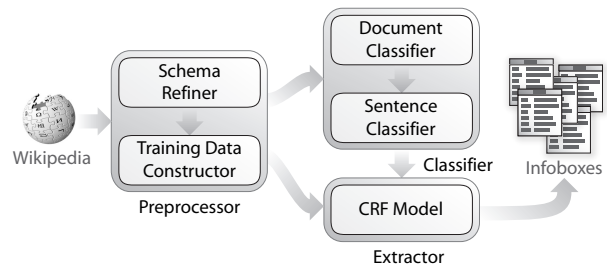 Wikipedia
Schema
Refiner
Training Data
Constructor
Preprocessor
Document
Classifier
Sentence
Classifier
Classifier
CRF Model
Extractor
Infoboxes